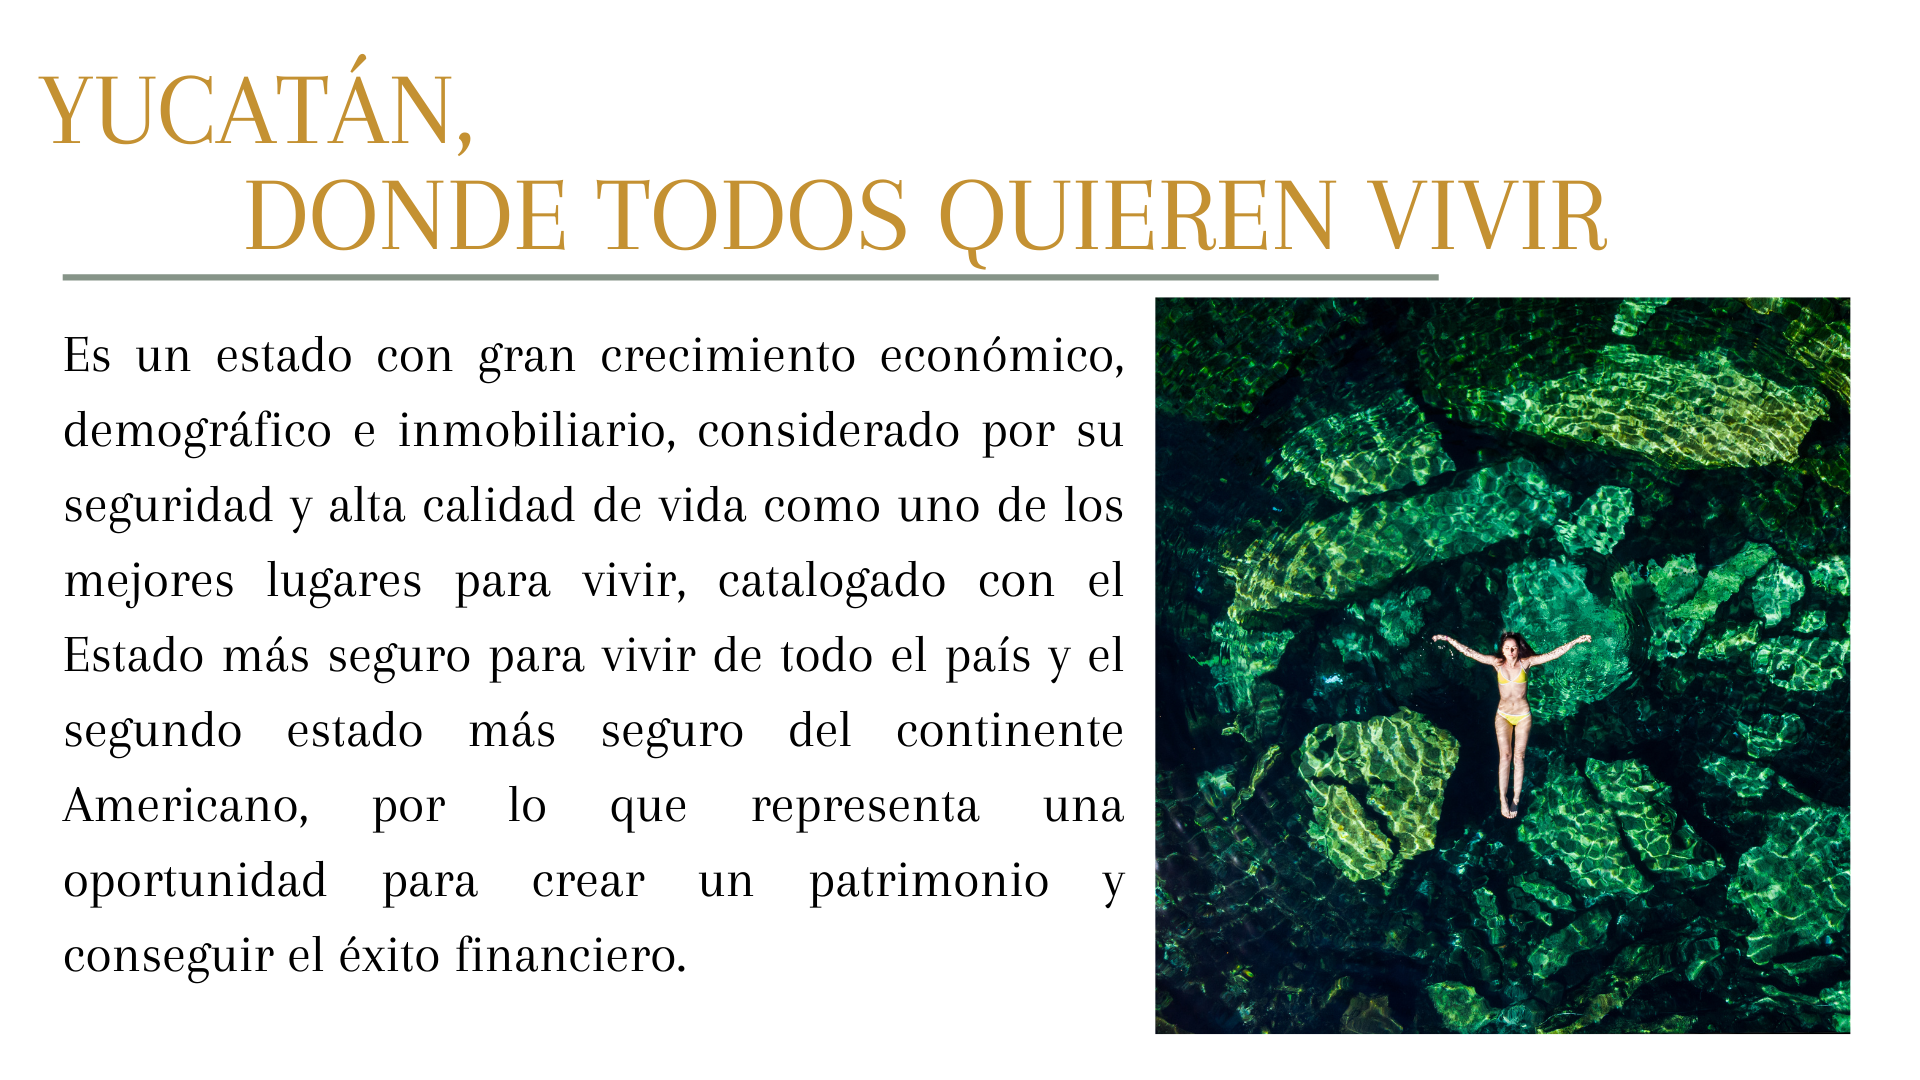 YUCATÁN,
DONDE TODOS QUIEREN VIVIR
Es un estado con gran crecimiento económico,
demográfico e inmobiliario, considerado por su
seguridad y alta calidad de vida como uno de los
mejores lugares para vivir, catalogado con el
Estado más seguro para vivir de todo el país y el
segundo estado más seguro del continente
Americano, por lo que representa una
oportunidad para crear un patrimonio y
conseguir el éxito financiero.